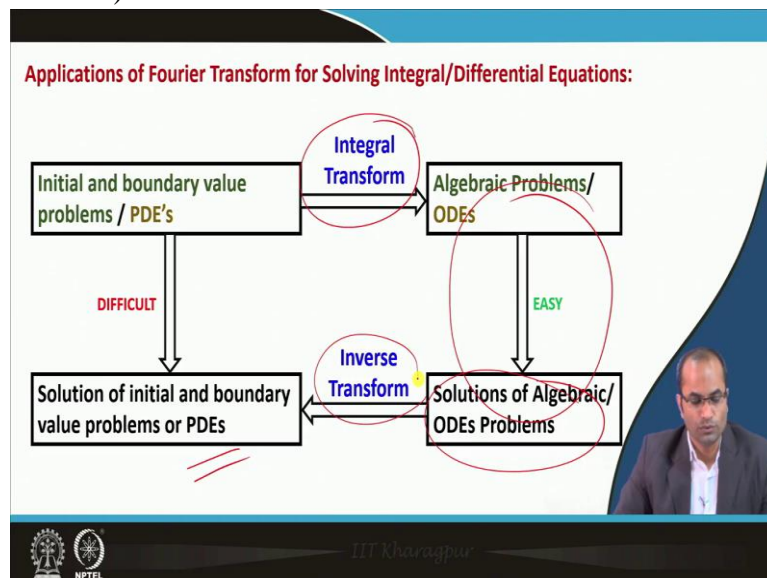 )
Applications of Fourier Transform for Solving Integral/Differential Equations:
Integral
Transform
Initial and boundary value
problems / PDE's
Algebraic Problems/
ODEs
DIFFICULT
EASY
Inverse
Transform
Solution of initial and boundary
value problems or PDEs
Solutions of Algebraic/
ODEs Problems
IIT Kharagpur
NPTEL